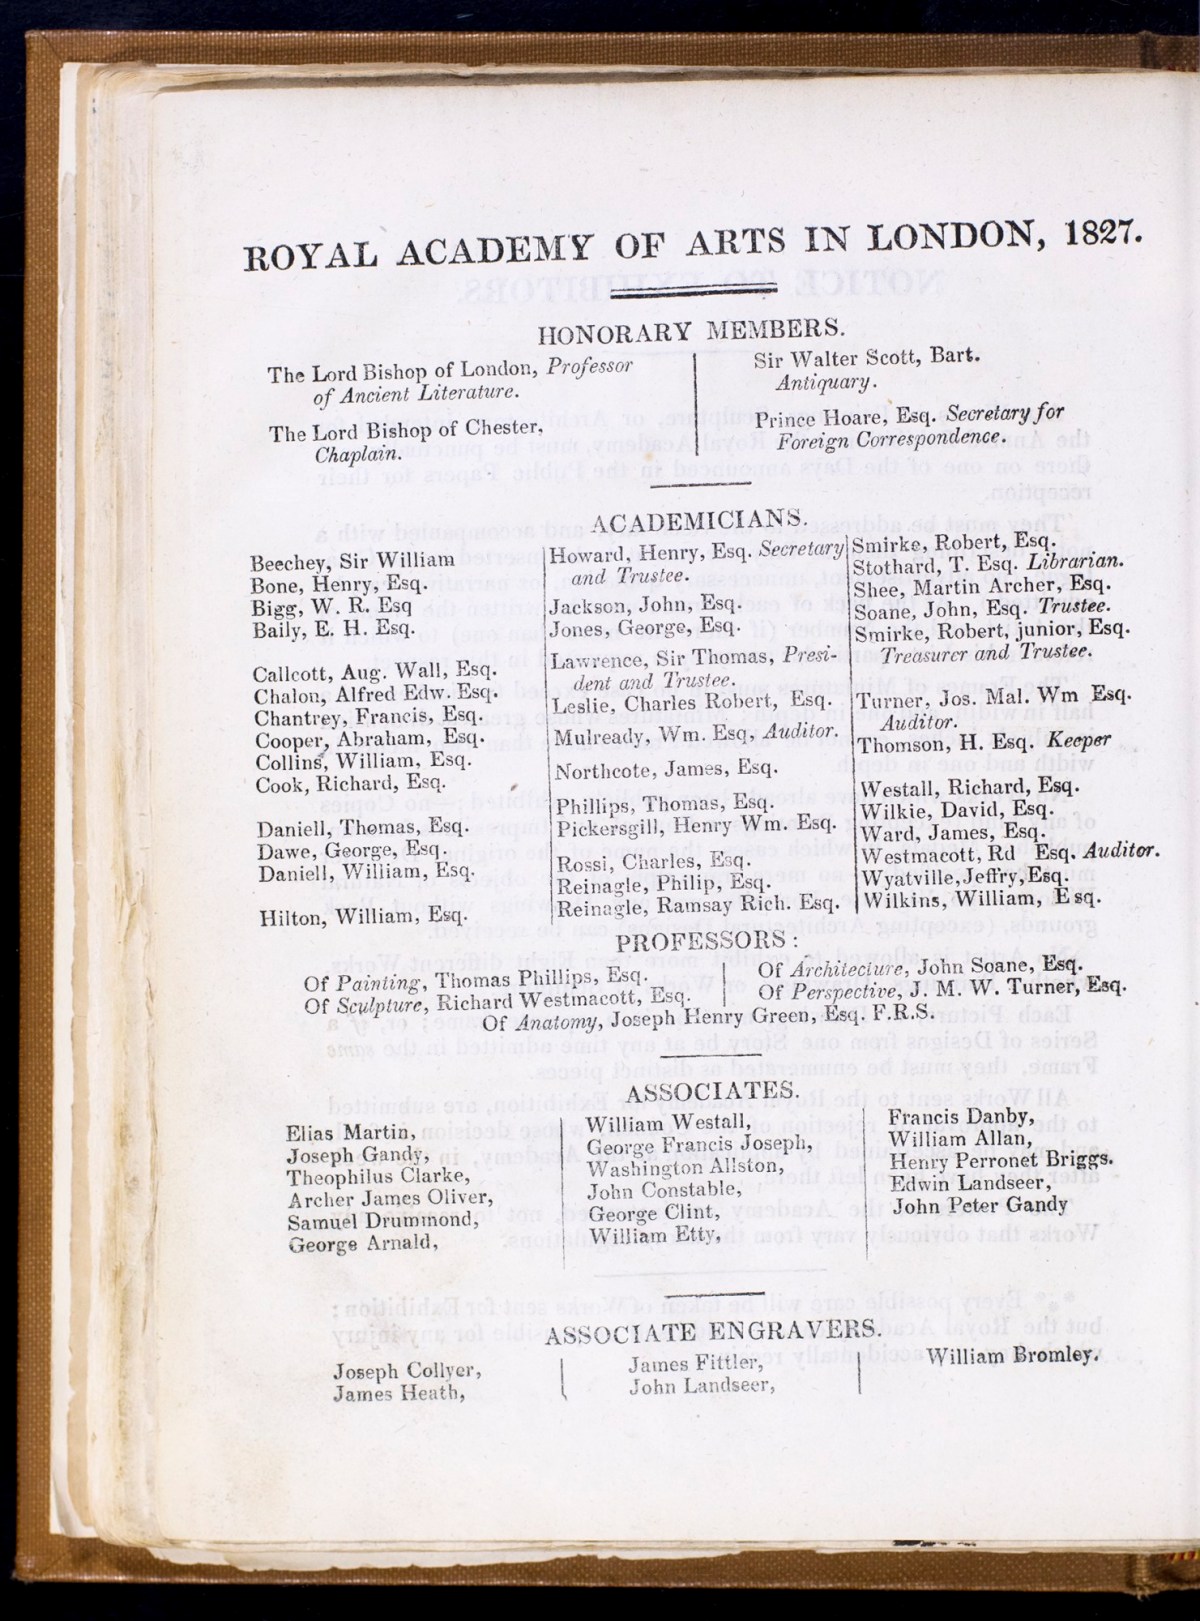 ROYAL ACADEMY OF ARTS IN LONDON, 1827.
HONORARY MEMBERS.
The Lord Bishop of London, Professor
of Ancient Literature.
The Lord Bishop of Chester,
Chaplain.
Sir Walter Scott, Bart.
Antiquary.
Prince Hoare, Esq. Secretary for
Foreign Correspondence.
ACADEMICIANS.
Beechey, Sir William
Bone, Henry, Esq.
Bigg, W. R. Esq
Baily, E. H. Esq.
Callcott, Aug. Wall, Esq.
Chalon, Alfred Edw. Esq.
Chantrey, Francis, Esq.
Cooper, Abraham, Esq.
Collins, William, Esq.
Cook, Richard, Esq.
Daniell, Thomas, Esq.
Dawe, George, Esq.
Daniell, William, Esq.
Hilton, William, Esq.
Howard, Henry, Esq. Secretary
and Trustee.
Jackson, John, Esq.
Jones, George, Esq.
Lawrence, Sir Thomas, Presi-
dent and Trustee.
Leslie, Charles Robert, Esq.
Mulready, Wm. Esq, Auditor.
Northcote, James, Esq.
Phillips, Thomas, Esq.
Pickersgill, Henry Wm. Esq.
Rossi, Charles, Esq.
Reinagle, Philip, Esq.
Reinagle, Ramsay Rich. Esq.
Smirke, Robert, Esq.
Stothard, T. Esq. Librarian.
Shee, Martin Archer, Esq.
Soane, John, Esq. Trustee.
Smirke, Robert, junior, Esq.
Treasurer and Trustee.
Turner, Jos. Mal. Wm Esq.
Auditor.
Thomson, H. Esq. Keeper
Westall, Richard, Esq.
Wilkie, David, Esq.
Ward, James, Esq.
Westmacott, Rd Esq. Auditor.
Wyatville, Jeffry, Esq.
Wilkins, William, Esq.
PROFESSORS:
Of Painting, Thomas Phillips, Esq.
Of Sculpture, Richard Westmacott, Esq.
Of Architecture, John Soane, Esq.
Of Perspective, J. M. W. Turner, Esq.
Of Anatomy, Joseph Henry Green, Esq. F.R.S.
ASSOCIATES.
Elias Martin,
Joseph Gandy,
Theophilus Clarke,
Archer James Oliver,
Samuel Drummond,
George Arnald,
William Westall,
George Francis Joseph,
Washington Allston,
John Constable,
George Clint,
William Etty,
Francis Danby,
William Allan,
Henry Perronet Briggs.
Edwin Landseer,
John Peter Gandy
ASSOCIATE ENGRAVERS.
Joseph Collyer,
James Heath,
James Fittler,
John Landseer,
William Bromley.